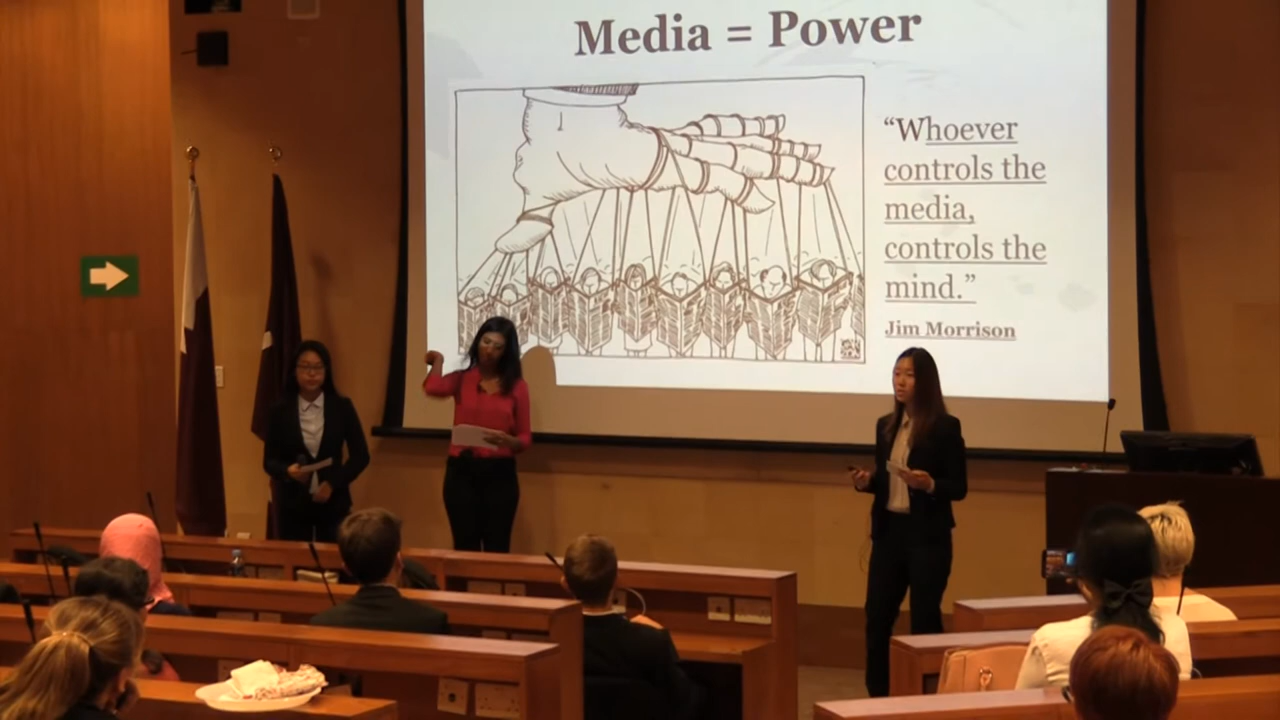 Media = Power
“Whoever
controls the
media,
controls the
mind.”
Jim Morrison